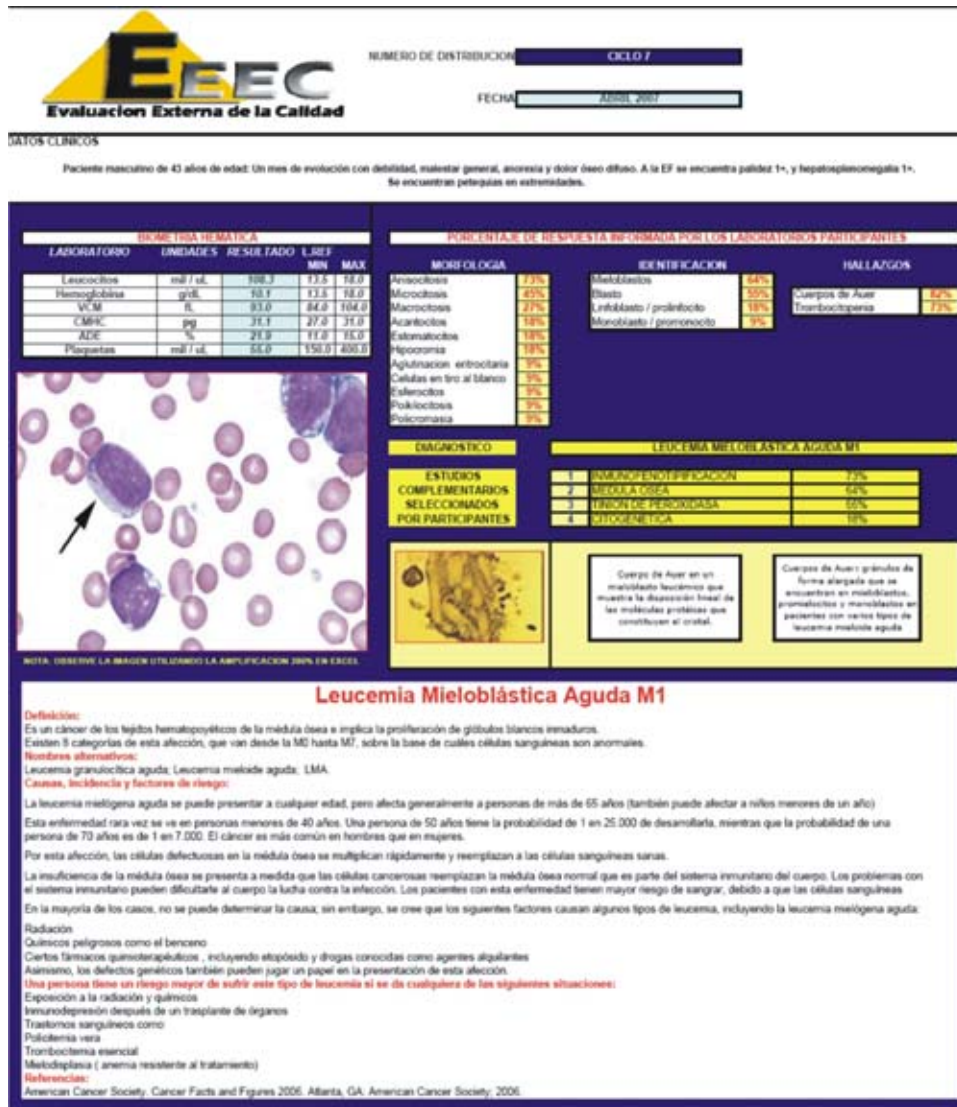 EEEC
Evaluacion Externa de la Calidad
NUMERO DE DISTRIBUCION CICLO 7
FECHA ABRIL 2007
DATOS CLINICOS
Paciente masculino de 43 años de edad: Un mes de evolución con debilidad, malestar general, anorexia y dolor óseo difuso. A la EF se encuentra palidez 1+, y hepatosplenomegalia 1+.
Se encuentran petequias en extremidades.
BIOMETRIA HEMATICA
LABORATORIO UNIDADES RESULTADO L.REF
MIN MAX
Leucocitos mil / uL 108.3 13.5 18.0
Hemoglobina g/dL 10.1 13.5 18.0
VCM fL 93.0 84.0 104.0
CMHC pg 31.1 27.0 31.0
ADE % 21.9 11.0 15.0
Plaquetas mil / uL 55.0 150.0 400.0
NOTA: OBSERVE LA IMAGEN UTILIZANDO LA AMPLIFICACION 200% EN EXCEL
PORCENTAJE DE RESPUESTA INFORMADA POR LOS LABORATORIOS PARTICIPANTES
MORFOLOGIA
Anisocitosis 73%
Microcitosis 45%
Macrocitosis 27%
Acantocitos 18%
Estomatocitos 18%
Hipocromia 18%
Aglutinacion eritrocitaria 9%
Celulas en tiro al blanco 9%
Esferocitos 9%
Poikilocitosis 9%
Policromasia 9%
IDENTIFICACION
Mieloblastos 64%
Blasto 55%
Linfoblasto / prolinfocito 18%
Monoblasto / promonocito 9%
HALLAZGOS
Cuerpos de Auer 82%
Trombocitopenia 73%
DIAGNOSTICO LEUCEMIA MIELOBLASTICA AGUDA M1
ESTUDIOS
COMPLEMENTARIOS
SELECCIONADOS
POR PARTICIPANTES
1 INMUNOFENOTIPIFICACION 73%
2 MEDULA OSEA 64%
3 TINION DE PEROXIDASA 55%
4 CITOGENETICA 18%
Cuerpo de Auer en un
mieloblasto leucémico que
muestra la disposición lineal de
las moléculas protéicas que
constituyen el cristal.
Cuerpos de Auer: gránulos de
forma alargada que se
encuentran en mieloblastos,
promielocitos y monoblastos en
pacientes con varios tipos de
leucemia mieloide aguda
Leucemia Mieloblástica Aguda M1
Definición:
Es un cáncer de los tejidos hematopoyéticos de la médula ósea e implica la proliferación de glóbulos blancos inmaduros.
Existen 8 categorías de esta afección, que van desde la M0 hasta M7, sobre la base de cuáles células sanguíneas son anormales.
Nombres alternativos:
Leucemia granulocítica aguda; Leucemia mieloide aguda; LMA.
Causas, incidencia y factores de riesgo:
La leucemia mielógena aguda se puede presentar a cualquier edad, pero afecta generalmente a personas de más de 65 años (también puede afectar a niños menores de un año)
Esta enfermedad rara vez se ve en personas menores de 40 años. Una persona de 50 años tiene la probabilidad de 1 en 25.000 de desarrollarla, mientras que la probabilidad de una
persona de 70 años es de 1 en 7.000. El cáncer es más común en hombres que en mujeres.
Por esta afección, las células defectuosas en la médula ósea se multiplican rápidamente y reemplazan a las células sanguíneas sanas.
La insuficiencia de la médula ósea se presenta a medida que las células cancerosas reemplazan la médula ósea normal que es parte del sistema inmunitario del cuerpo. Los problemas con
el sistema inmunitario pueden dificultarle al cuerpo la lucha contra la infección. Los pacientes con esta enfermedad tienen mayor riesgo de sangrar, debido a que las células sanguíneas
En la mayoría de los casos, no se puede determinar la causa; sin embargo, se cree que los siguientes factores causan algunos tipos de leucemia, incluyendo la leucemia mielógena aguda:
Radiación
Químicos peligrosos como el benceno
Ciertos fármacos quimioterapéuticos , incluyendo etopósido y drogas conocidas como agentes alquilantes
Asimismo, los defectos genéticos también pueden jugar un papel en la presentación de esta afección.
Una persona tiene un riesgo mayor de sufrir este tipo de leucemia si se da cualquiera de las siguientes situaciones:
Exposición a la radiación y químicos
Inmunodepresión después de un trasplante de órganos
Trastornos sanguíneos como
Policitemia vera
Trombocitemia esencial
Mielodisplasia ( anemia resistente al tratamiento)
Referencias:
American Cancer Society. Cancer Facts and Figures 2006. Atlanta, GA: American Cancer Society; 2006.